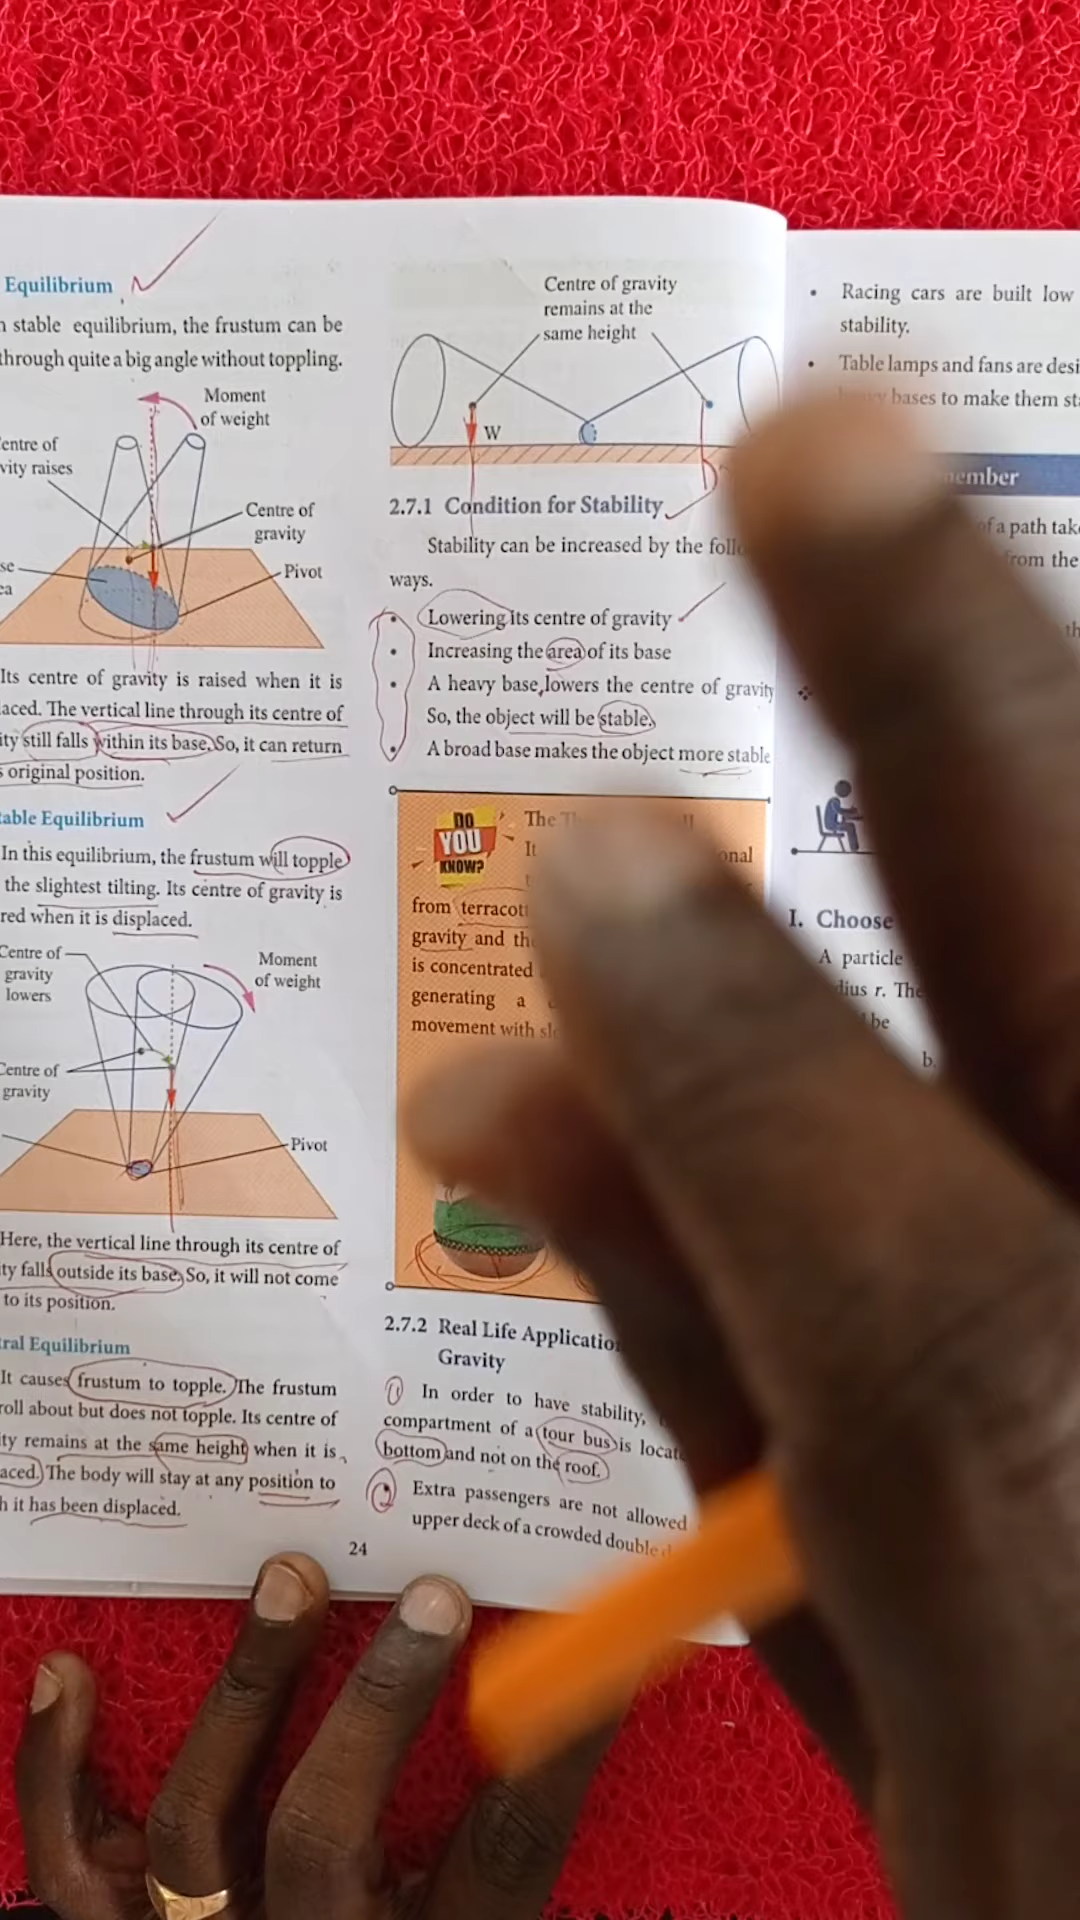 Equilibrium
stable equilibrium, the frustum can be
through quite a big angle without toppling.
Moment
of weight
entre of
vity raises
Centre of
gravity
Pivot
Its centre of gravity is raised when it is
aced. The vertical line through its centre of
ity still falls within its base. So, it can return
original position.
table Equilibrium
In this equilibrium, the frustum will topple
the slightest tilting. Its centre of gravity is
red when it is displaced.
Centre of
gravity
lowers
Moment
of weight
Centre of
gravity
Pivot
Here, the vertical line through its centre of
ity falls outside its base. So, it will not come
to its position.
tral Equilibrium
It causes frustum to topple. The frustum
roll about but does not topple. Its centre of
ity remains at the same height when it is
aced. The body will stay at any position to
h it has been displaced.
24
Centre of gravity
remains at the
same height
W
2.7.1 Condition for Stability
Stability can be increased by the
ways.
• Lowering its centre of gravity
• Increasing the area of its base
• A heavy base lowers the centre of gravity
So, the object will be stable.
• A broad base makes the object more stable
DO
YOU
KNOW?
The
It
from
gravity and
is concentrated
generating a
movement with
2.7.2 Real Life
Gravity
1 In order to have stability,
compartment of a tour bus is
bottom and not on the roof.
2 Extra passengers are not allowed
upper deck of a crowded
• Racing cars are built low
stability.
• Table lamps and fans are
bases to make them
ember
of a path
from the
I. Choose
A particle
dius r. The
be
b.